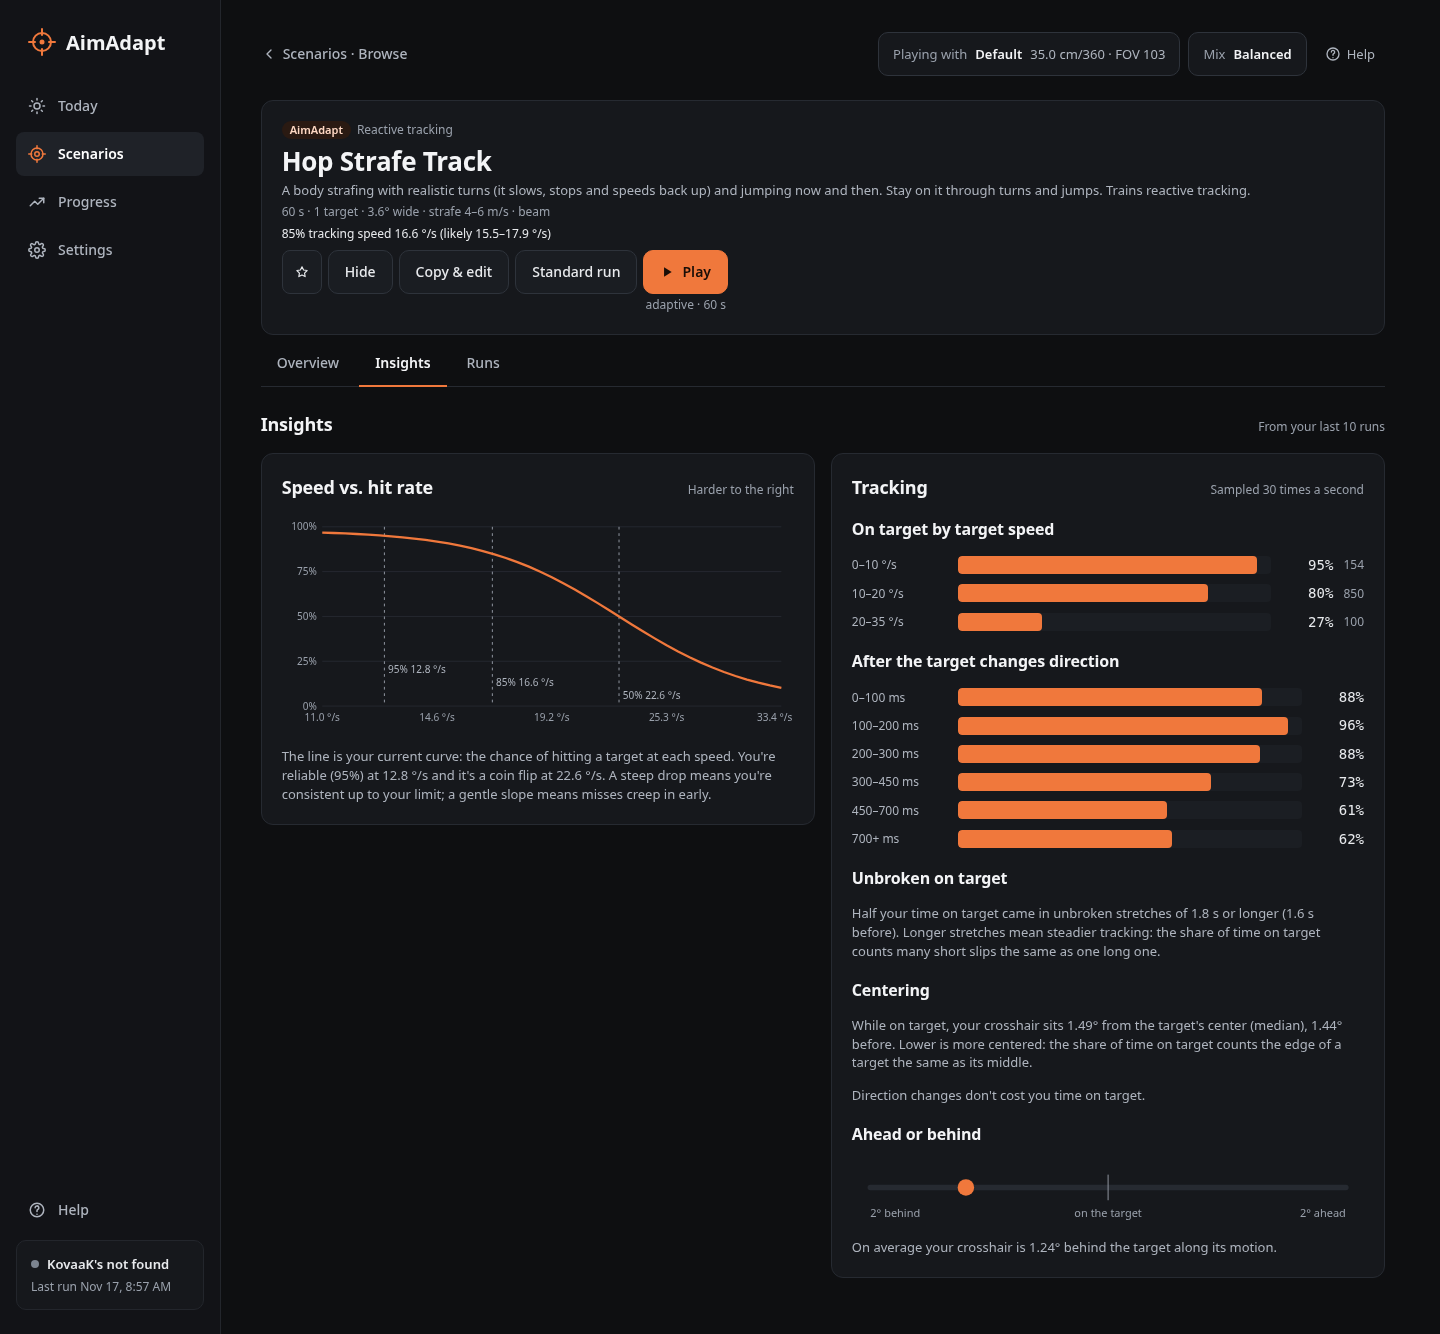 AimAdapt
Today
Scenarios
Progress
Settings
Help
KovaaK's not found
Last run Nov 17, 8:57 AM
Scenarios · Browse
Playing with Default 35.0 cm/360 · FOV 103
Mix Balanced
Help
AimAdapt Reactive tracking
Hop Strafe Track
A body strafing with realistic turns (it slows, stops and speeds back up) and jumping now and then. Stay on it through turns and jumps. Trains reactive tracking.
60 s · 1 target · 3.6° wide · strafe 4–6 m/s · beam
85% tracking speed 16.6 °/s (likely 15.5–17.9 °/s)
Hide
Copy & edit
Standard run
Play
adaptive · 60 s
Overview
Insights
Runs
Insights
From your last 10 runs
Speed vs. hit rate
Harder to the right
100%
75%
50%
25%
0%
95% 12.8 °/s
85% 16.6 °/s
50% 22.6 °/s
11.0 °/s
14.6 °/s
19.2 °/s
25.3 °/s
33.4 °/s
The line is your current curve: the chance of hitting a target at each speed. You're
reliable (95%) at 12.8 °/s and it's a coin flip at 22.6 °/s. A steep drop means you're
consistent up to your limit; a gentle slope means misses creep in early.
Tracking
Sampled 30 times a second
On target by target speed
0–10 °/s 95% 154
10–20 °/s 80% 850
20–35 °/s 27% 100
After the target changes direction
0–100 ms 88%
100–200 ms 96%
200–300 ms 88%
300–450 ms 73%
450–700 ms 61%
700+ ms 62%
Unbroken on target
Half your time on target came in unbroken stretches of 1.8 s or longer (1.6 s
before). Longer stretches mean steadier tracking: the share of time on target
counts many short slips the same as one long one.
Centering
While on target, your crosshair sits 1.49° from the target's center (median), 1.44°
before. Lower is more centered: the share of time on target counts the edge of a
target the same as its middle.
Direction changes don't cost you time on target.
Ahead or behind
2° behind
on the target
2° ahead
On average your crosshair is 1.24° behind the target along its motion.